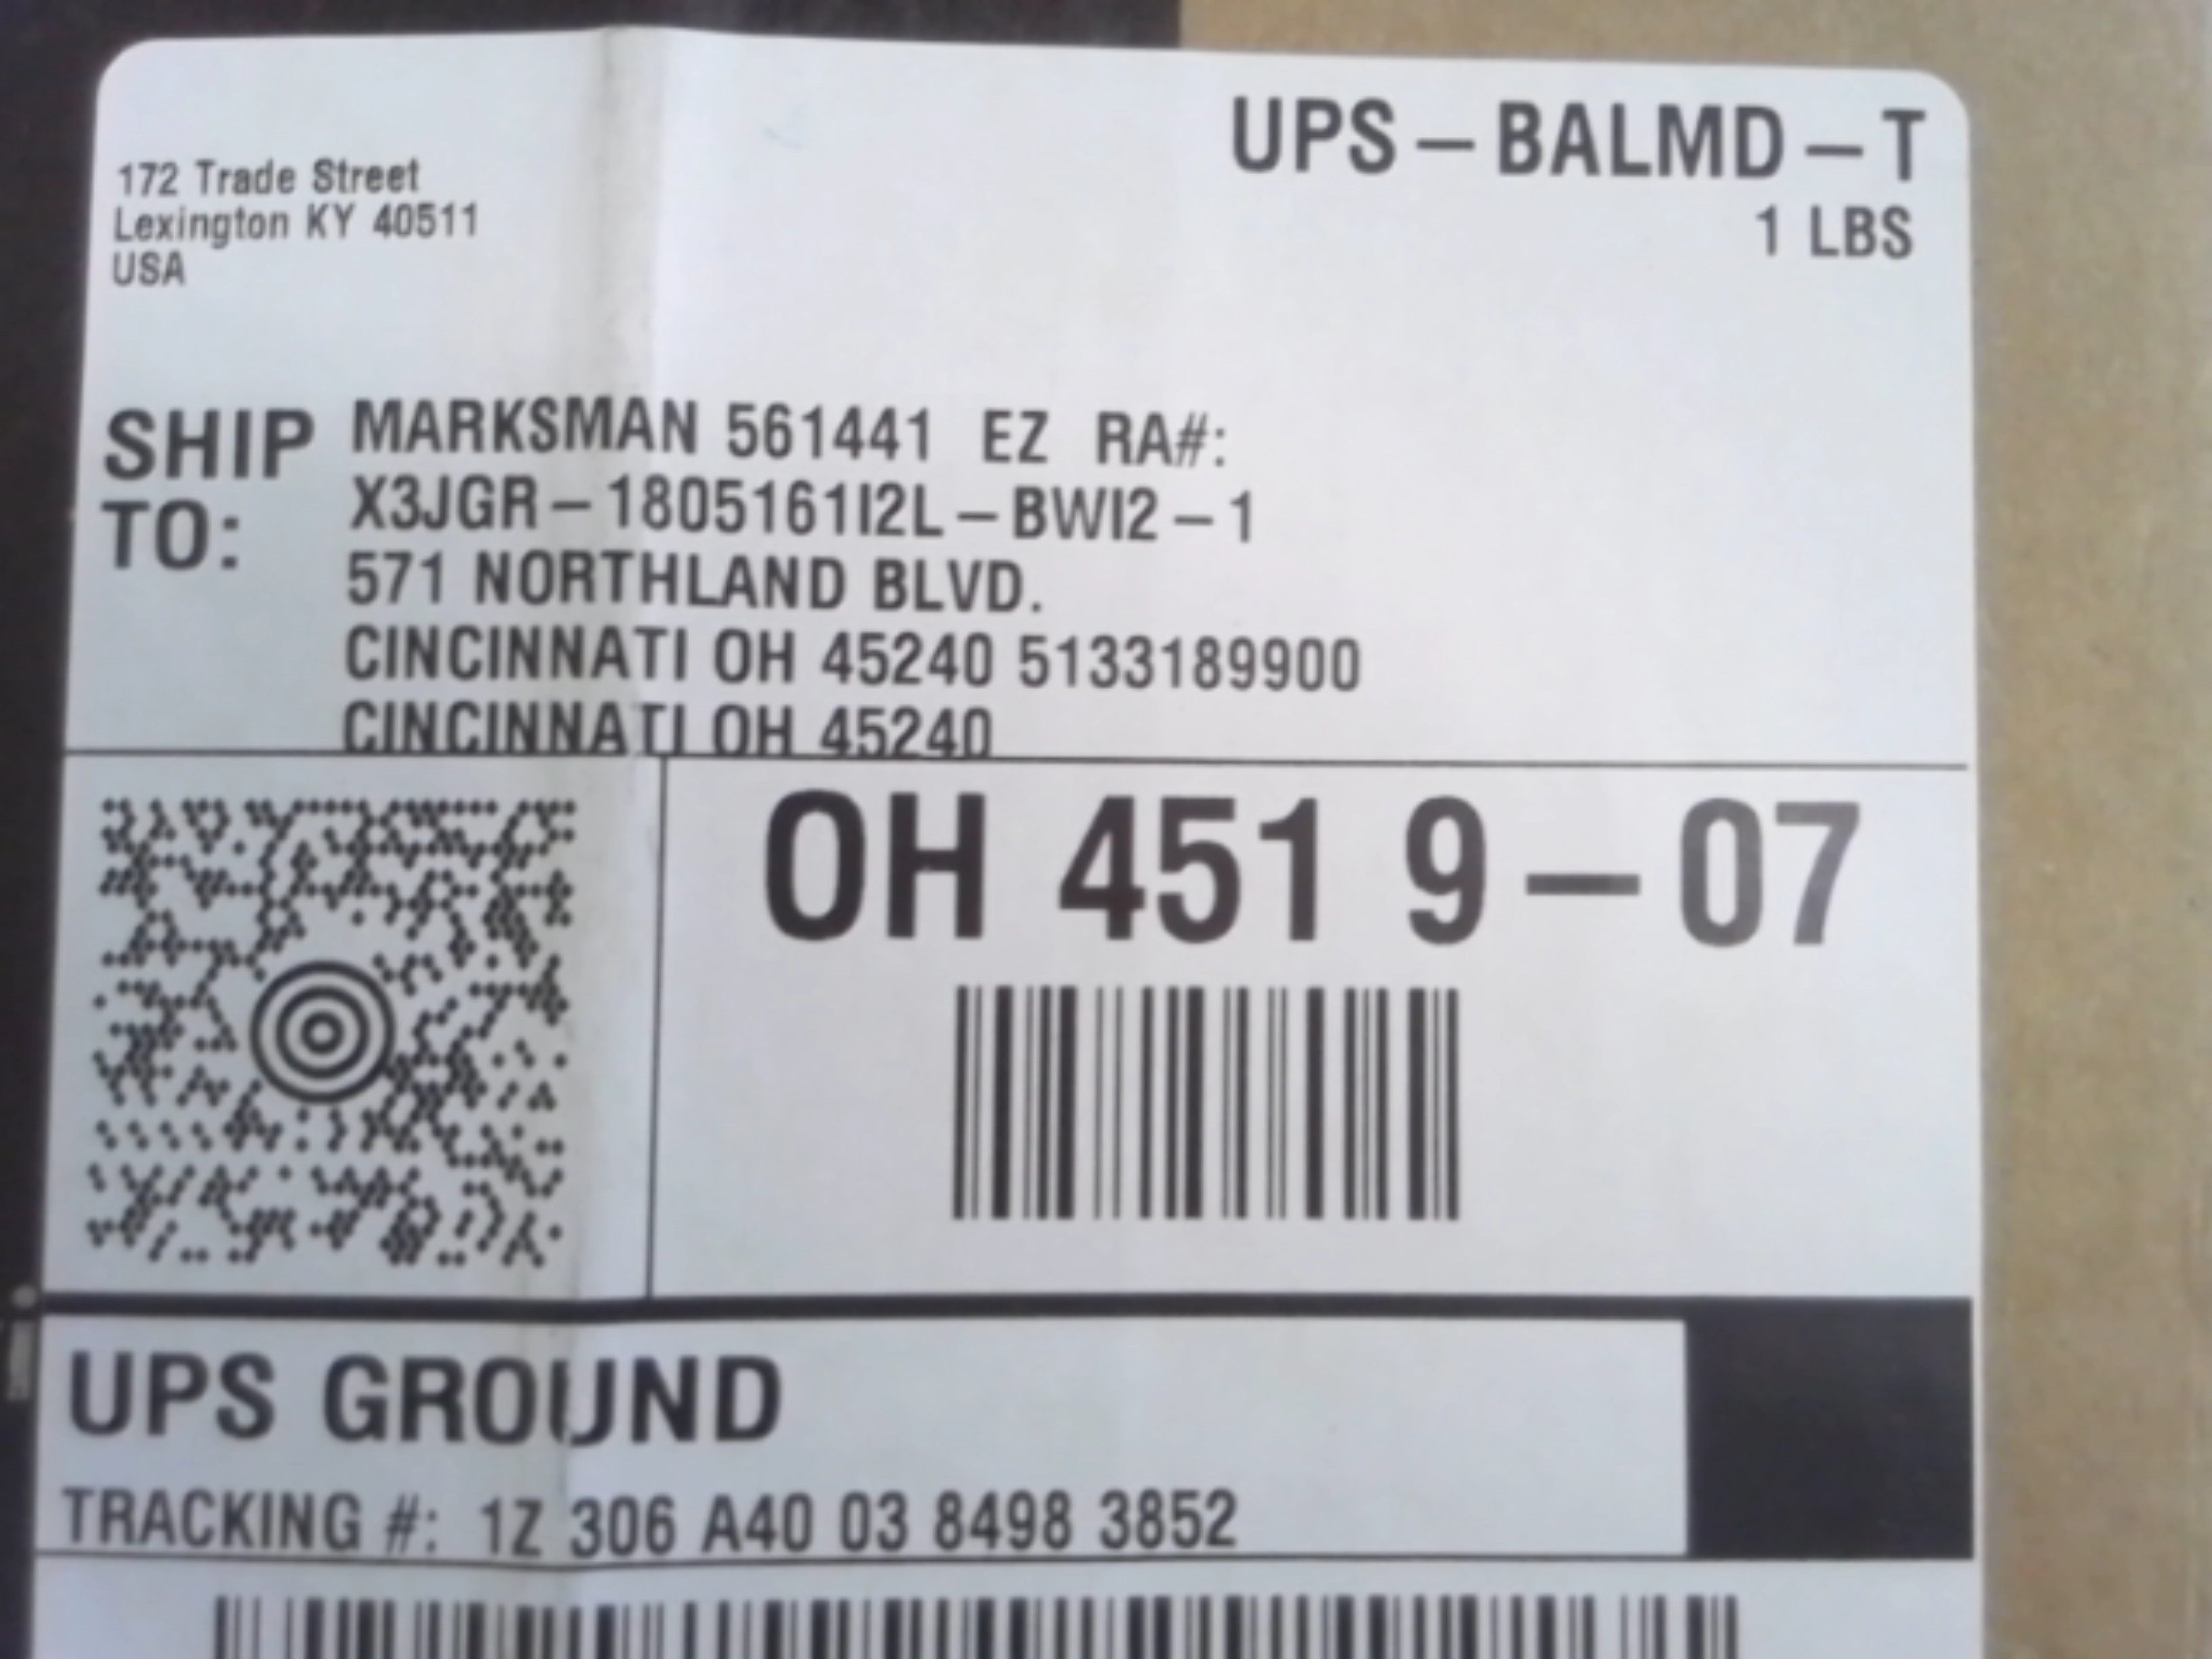 172 Trade Street
Lexington KY 40511
USA
UPS – BALMD – T
1 LBS
SHIP TO:
MARKSMAN 561441 EZ RA#:
X3JGR – 1805161I2L – BWI2 – 1
571 NORTHLAND BLVD.
CINCINNATI OH 45240 5133189900
CINCINNATI OH 45240
OH 451 9 – 07
UPS GROUND
TRACKING #: 1Z 306 A40 03 8498 3852